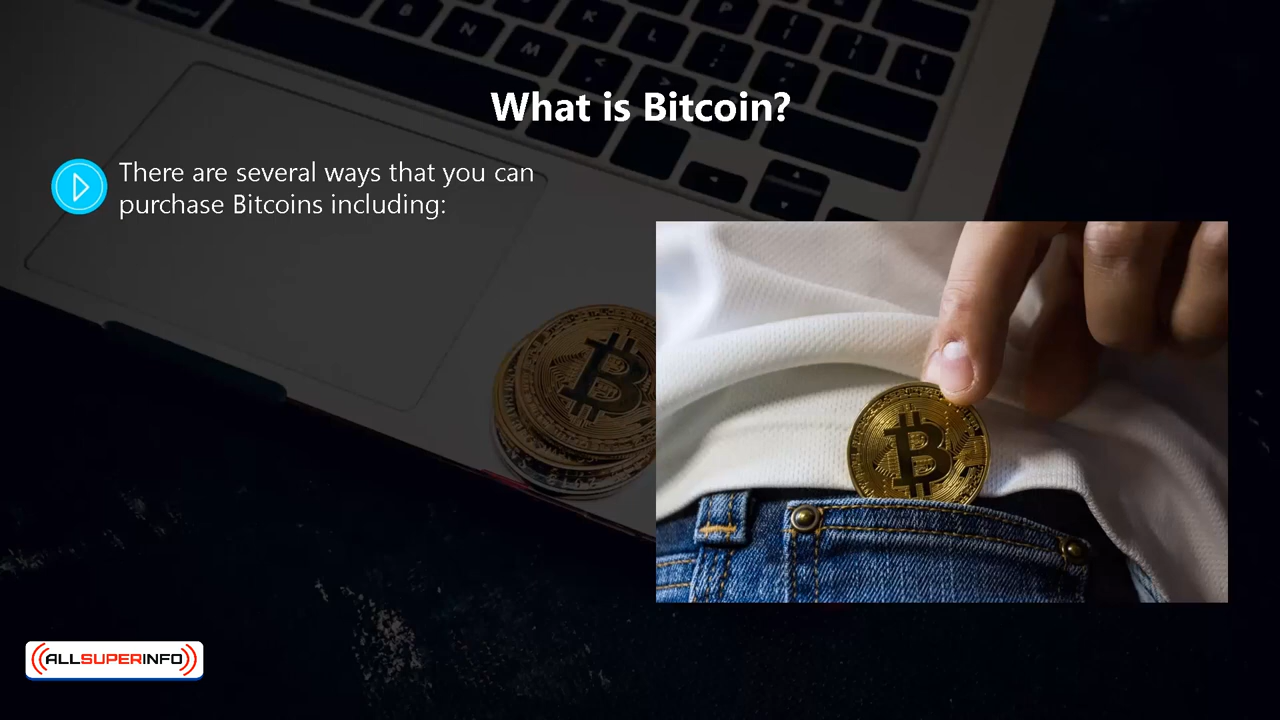 What is Bitcoin?
There are several ways that you can
purchase Bitcoins including:
B N M K L P
ALLSUPERINFO